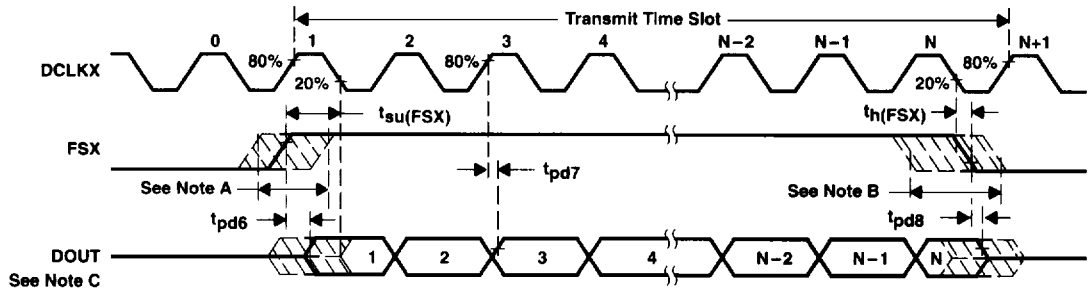 Transmit Time Slot
0 1 2 3 4 N−2 N−1 N N+1
80% 80% 80%
DCLKX
20% 20%
tsu(FSX) th(FSX)
FSX
tpd7
See Note A See Note B
tpd6 tpd8
DOUT 1 2 3 4 N−2 N−1 N
See Note C